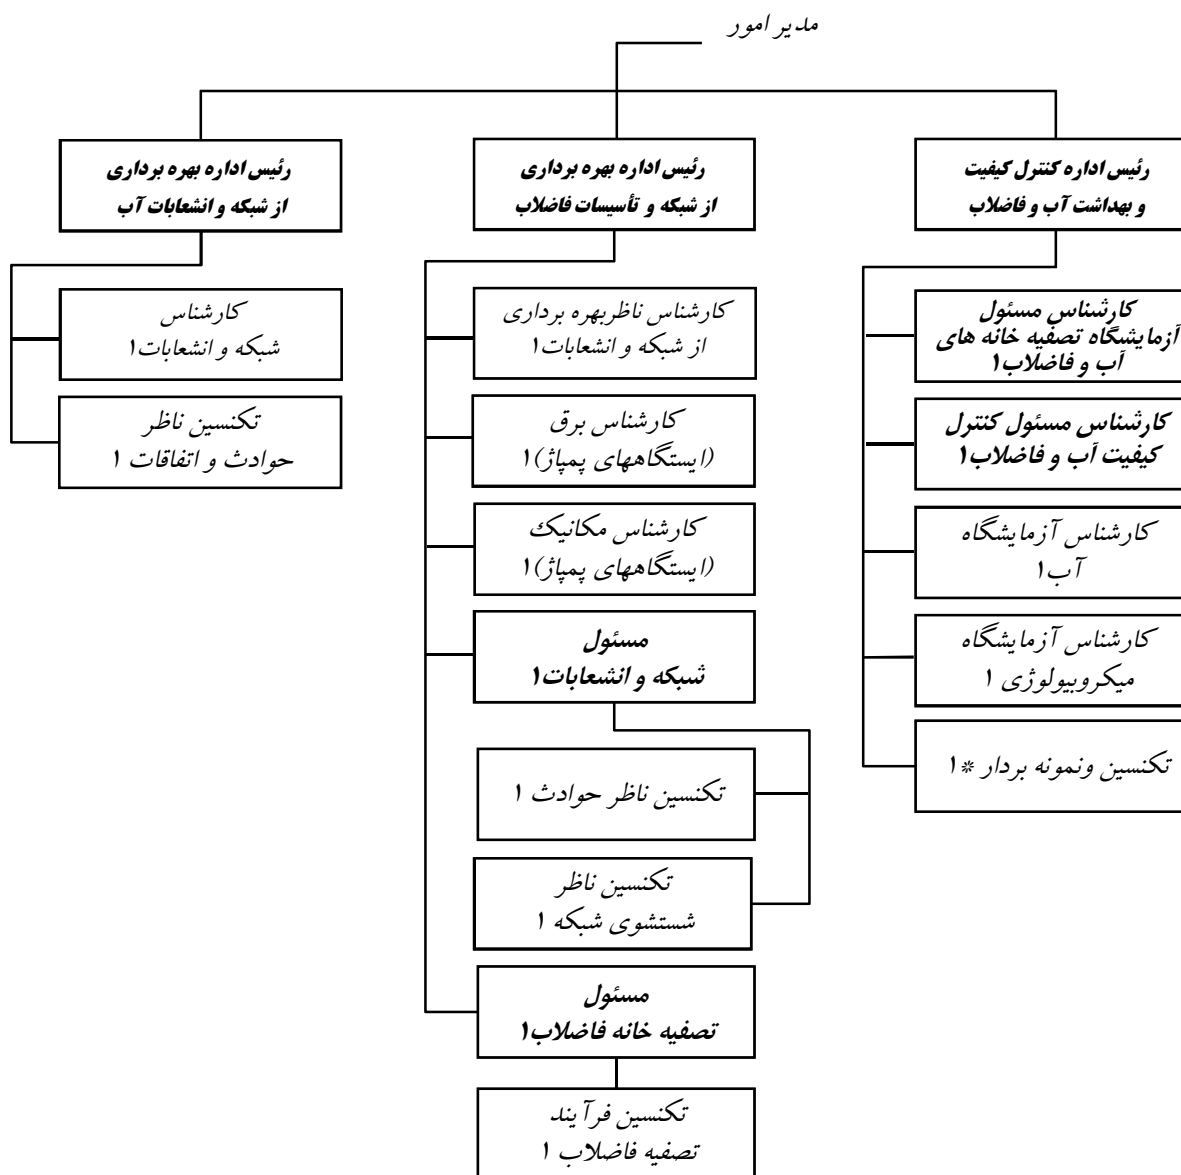 مدیر امور
رئیس اداره کنترل کیفیت
و بهداشت آب و فاضلاب
کارشناس مسئول
آزمایشگاه تصفیه خانه های
آب و فاضلاب۱
کارشناس مسئول کنترل
کیفیت آب و فاضلاب۱
کارشناس آزمایشگاه
آب۱
کارشناس آزمایشگاه
میکروبیولوژی ۱
تکنسین ونمونه بردار *۱
رئیس اداره بهره برداری
از شبکه و تأسیسات فاضلاب
کارشناس ناظربهره برداری
از شبکه و انشعابات۱
کارشناس برق
(ایستگاههای پمپاژ)۱
کارشناس مکانیک
(ایستگاههای پمپاژ)۱
مسئول
شبکه و انشعابات۱
تکنسین ناظر حوادث ۱
تکنسین ناظر
شستشوی شبکه ۱
مسئول
تصفیه خانه فاضلاب۱
تکنسین فرآیند
تصفیه فاضلاب ۱
رئیس اداره بهره برداری
از شبکه و انشعابات آب
کارشناس
شبکه و انشعابات۱
تکنسین ناظر
حوادث و اتفاقات ۱